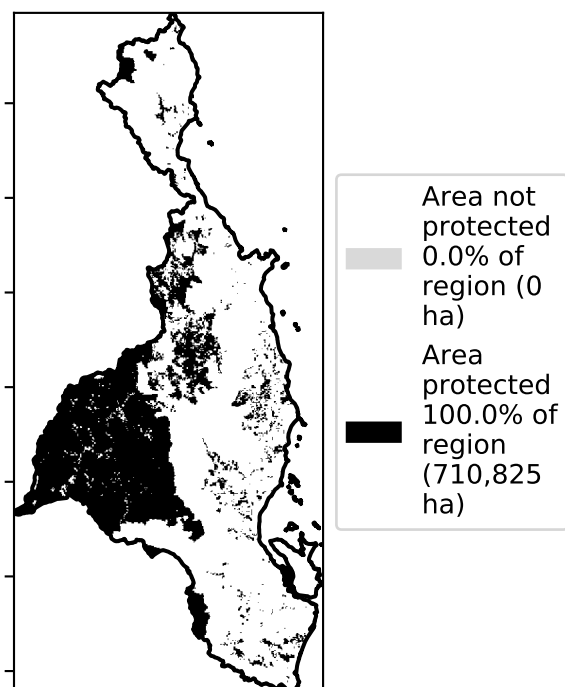 Area not
protected
0.0% of
region (0
ha)
Area
protected
100.0% of
region
(710,825
ha)